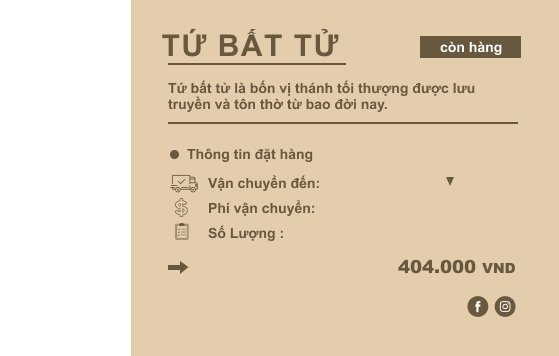 TỨ BẤT TỬ
còn hàng
Tứ bất tử là bốn vị thánh tối thượng được lưu
truyền và tôn thờ từ bao đời nay.
Thông tin đặt hàng
Vận chuyển đến:
Phí vận chuyển:
Số Lượng :
404.000 VND